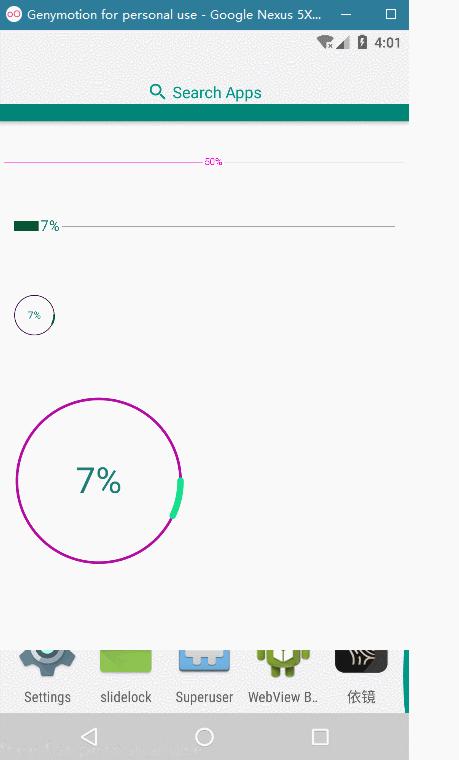 Genymotion for personal use - Google Nexus 5X...
4:01
Search Apps
50%
7%
7%
7%
Settings slidelock Superuser WebView B.. 依镜